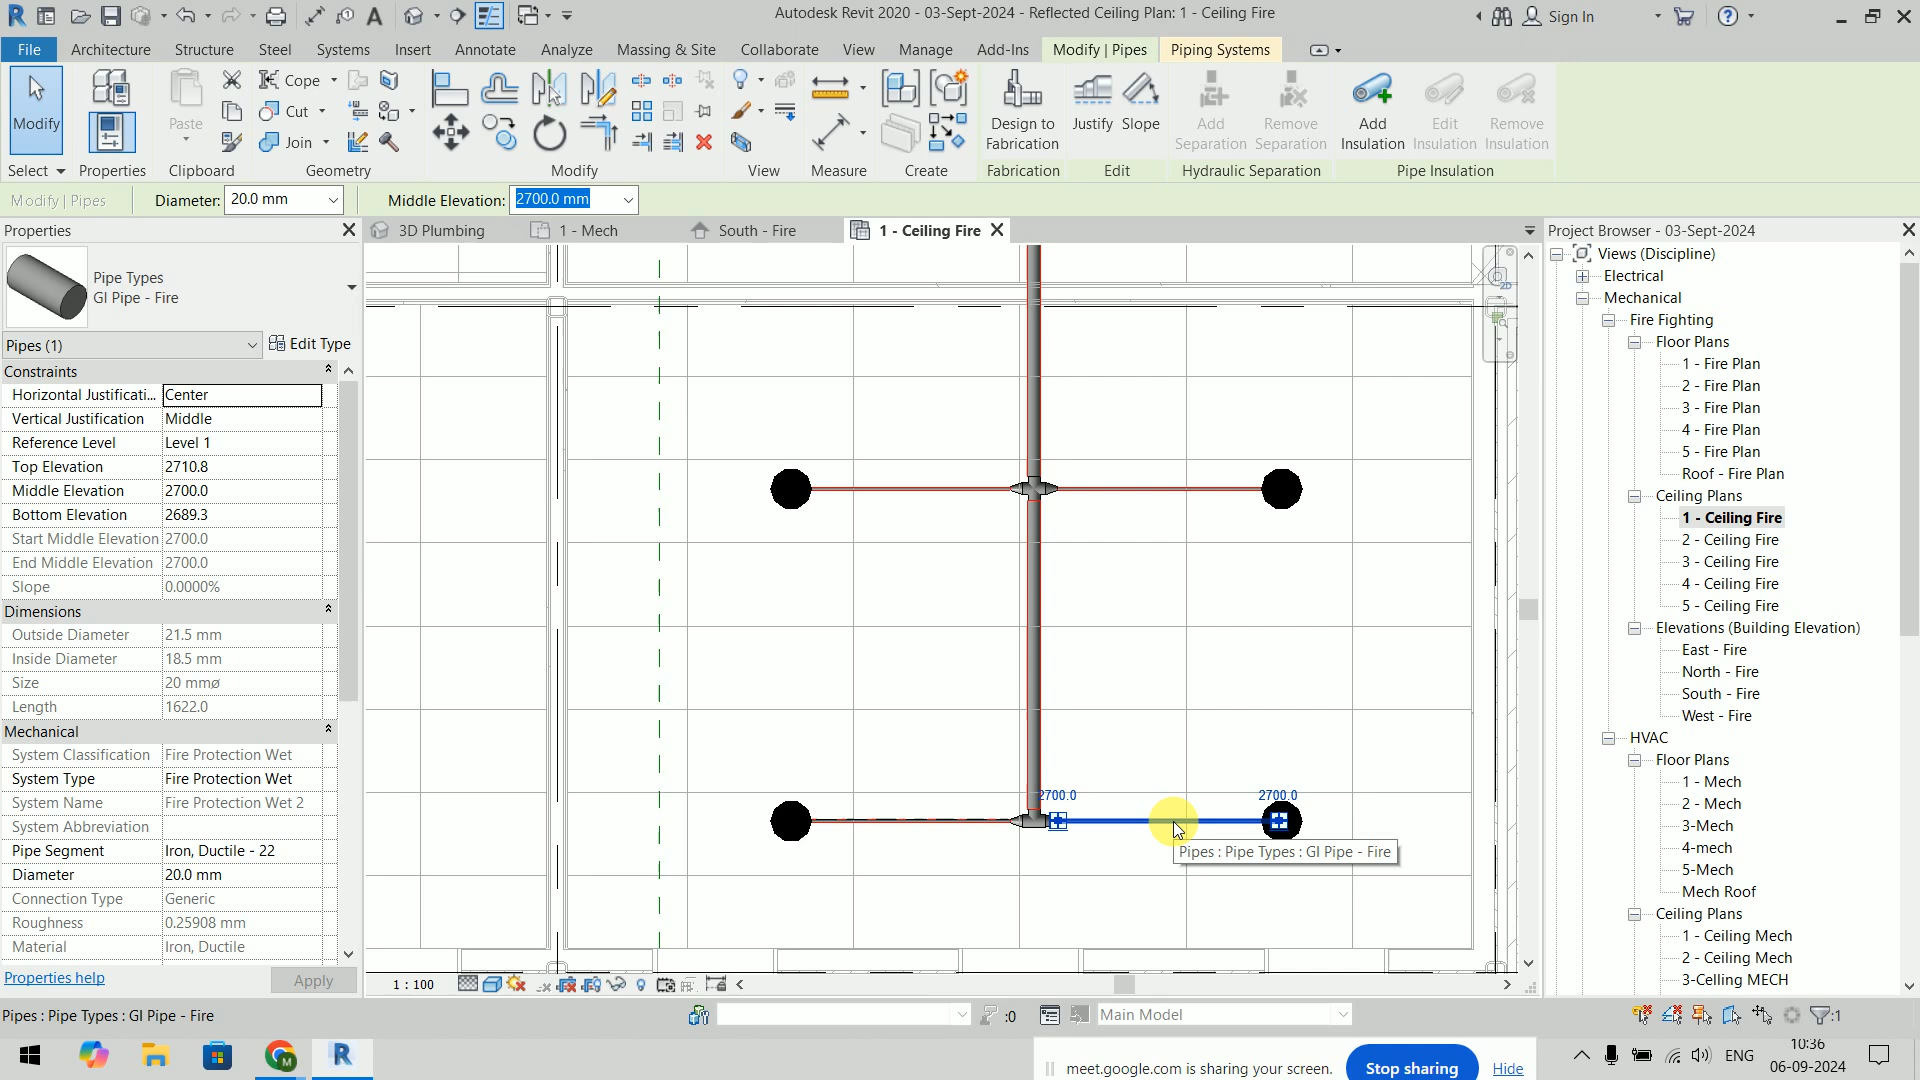 Autodesk Revit 2020 - 03-Sept-2024 - Reflected Ceiling Plan: 1 - Ceiling Fire
Sign In
File Architecture Structure Steel Systems Insert Annotate Analyze Massing & Site Collaborate View Manage Add-Ins Modify | Pipes Piping Systems
Modify
Paste
Cope
Cut
Join
Design to Fabrication
Justify Slope
Add Separation
Remove Separation
Add Insulation
Edit Insulation
Remove Insulation
Select Properties Clipboard Geometry Modify View Measure Create Fabrication Edit Hydraulic Separation Pipe Insulation
Modify | Pipes Diameter: 20.0 mm Middle Elevation: 2700.0 mm
Properties
3D Plumbing 1 - Mech South - Fire 1 - Ceiling Fire
Project Browser - 03-Sept-2024
Pipe Types
GI Pipe - Fire
Pipes (1) Edit Type
Constraints
Horizontal Justificati... Center
Vertical Justification Middle
Reference Level Level 1
Top Elevation 2710.8
Middle Elevation 2700.0
Bottom Elevation 2689.3
Start Middle Elevation 2700.0
End Middle Elevation 2700.0
Slope 0.0000%
Dimensions
Outside Diameter 21.5 mm
Inside Diameter 18.5 mm
Size 20 mmø
Length 1622.0
Mechanical
System Classification Fire Protection Wet
System Type Fire Protection Wet
System Name Fire Protection Wet 2
System Abbreviation
Pipe Segment Iron, Ductile - 22
Diameter 20.0 mm
Connection Type Generic
Roughness 0.25908 mm
Material Iron, Ductile
Properties help Apply
2D
2700.0 2700.0
Pipes : Pipe Types : GI Pipe - Fire
1 : 100
Views (Discipline)
Electrical
Mechanical
Fire Fighting
Floor Plans
1 - Fire Plan
2 - Fire Plan
3 - Fire Plan
4 - Fire Plan
5 - Fire Plan
Roof - Fire Plan
Ceiling Plans
1 - Ceiling Fire
2 - Ceiling Fire
3 - Ceiling Fire
4 - Ceiling Fire
5 - Ceiling Fire
Elevations (Building Elevation)
East - Fire
North - Fire
South - Fire
West - Fire
HVAC
Floor Plans
1 - Mech
2 - Mech
3-Mech
4-mech
5-Mech
Mech Roof
Ceiling Plans
1 - Ceiling Mech
2 - Ceiling Mech
3-Celling MECH
Pipes : Pipe Types : GI Pipe - Fire
:0
Main Model
:1
meet.google.com is sharing your screen. Stop sharing Hide
ENG
10:36
06-09-2024